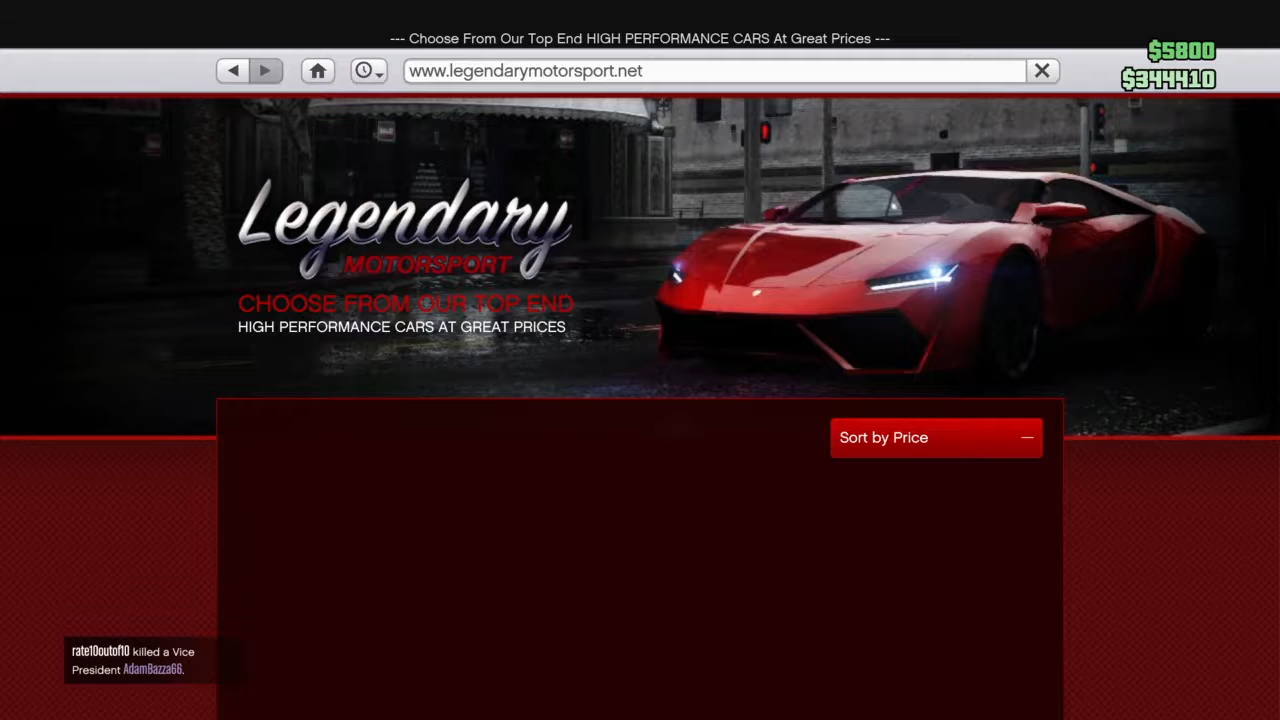 --- Choose From Our Top End HIGH PERFORMANCE CARS At Great Prices ---
$5800
www.legendarymotorsport.net
$344410
Legendary
MOTORSPORT
CHOOSE FROM OUR TOP END
HIGH PERFORMANCE CARS AT GREAT PRICES
Sort by Price
rate10outof10 killed a Vice
President AdamBazza66.